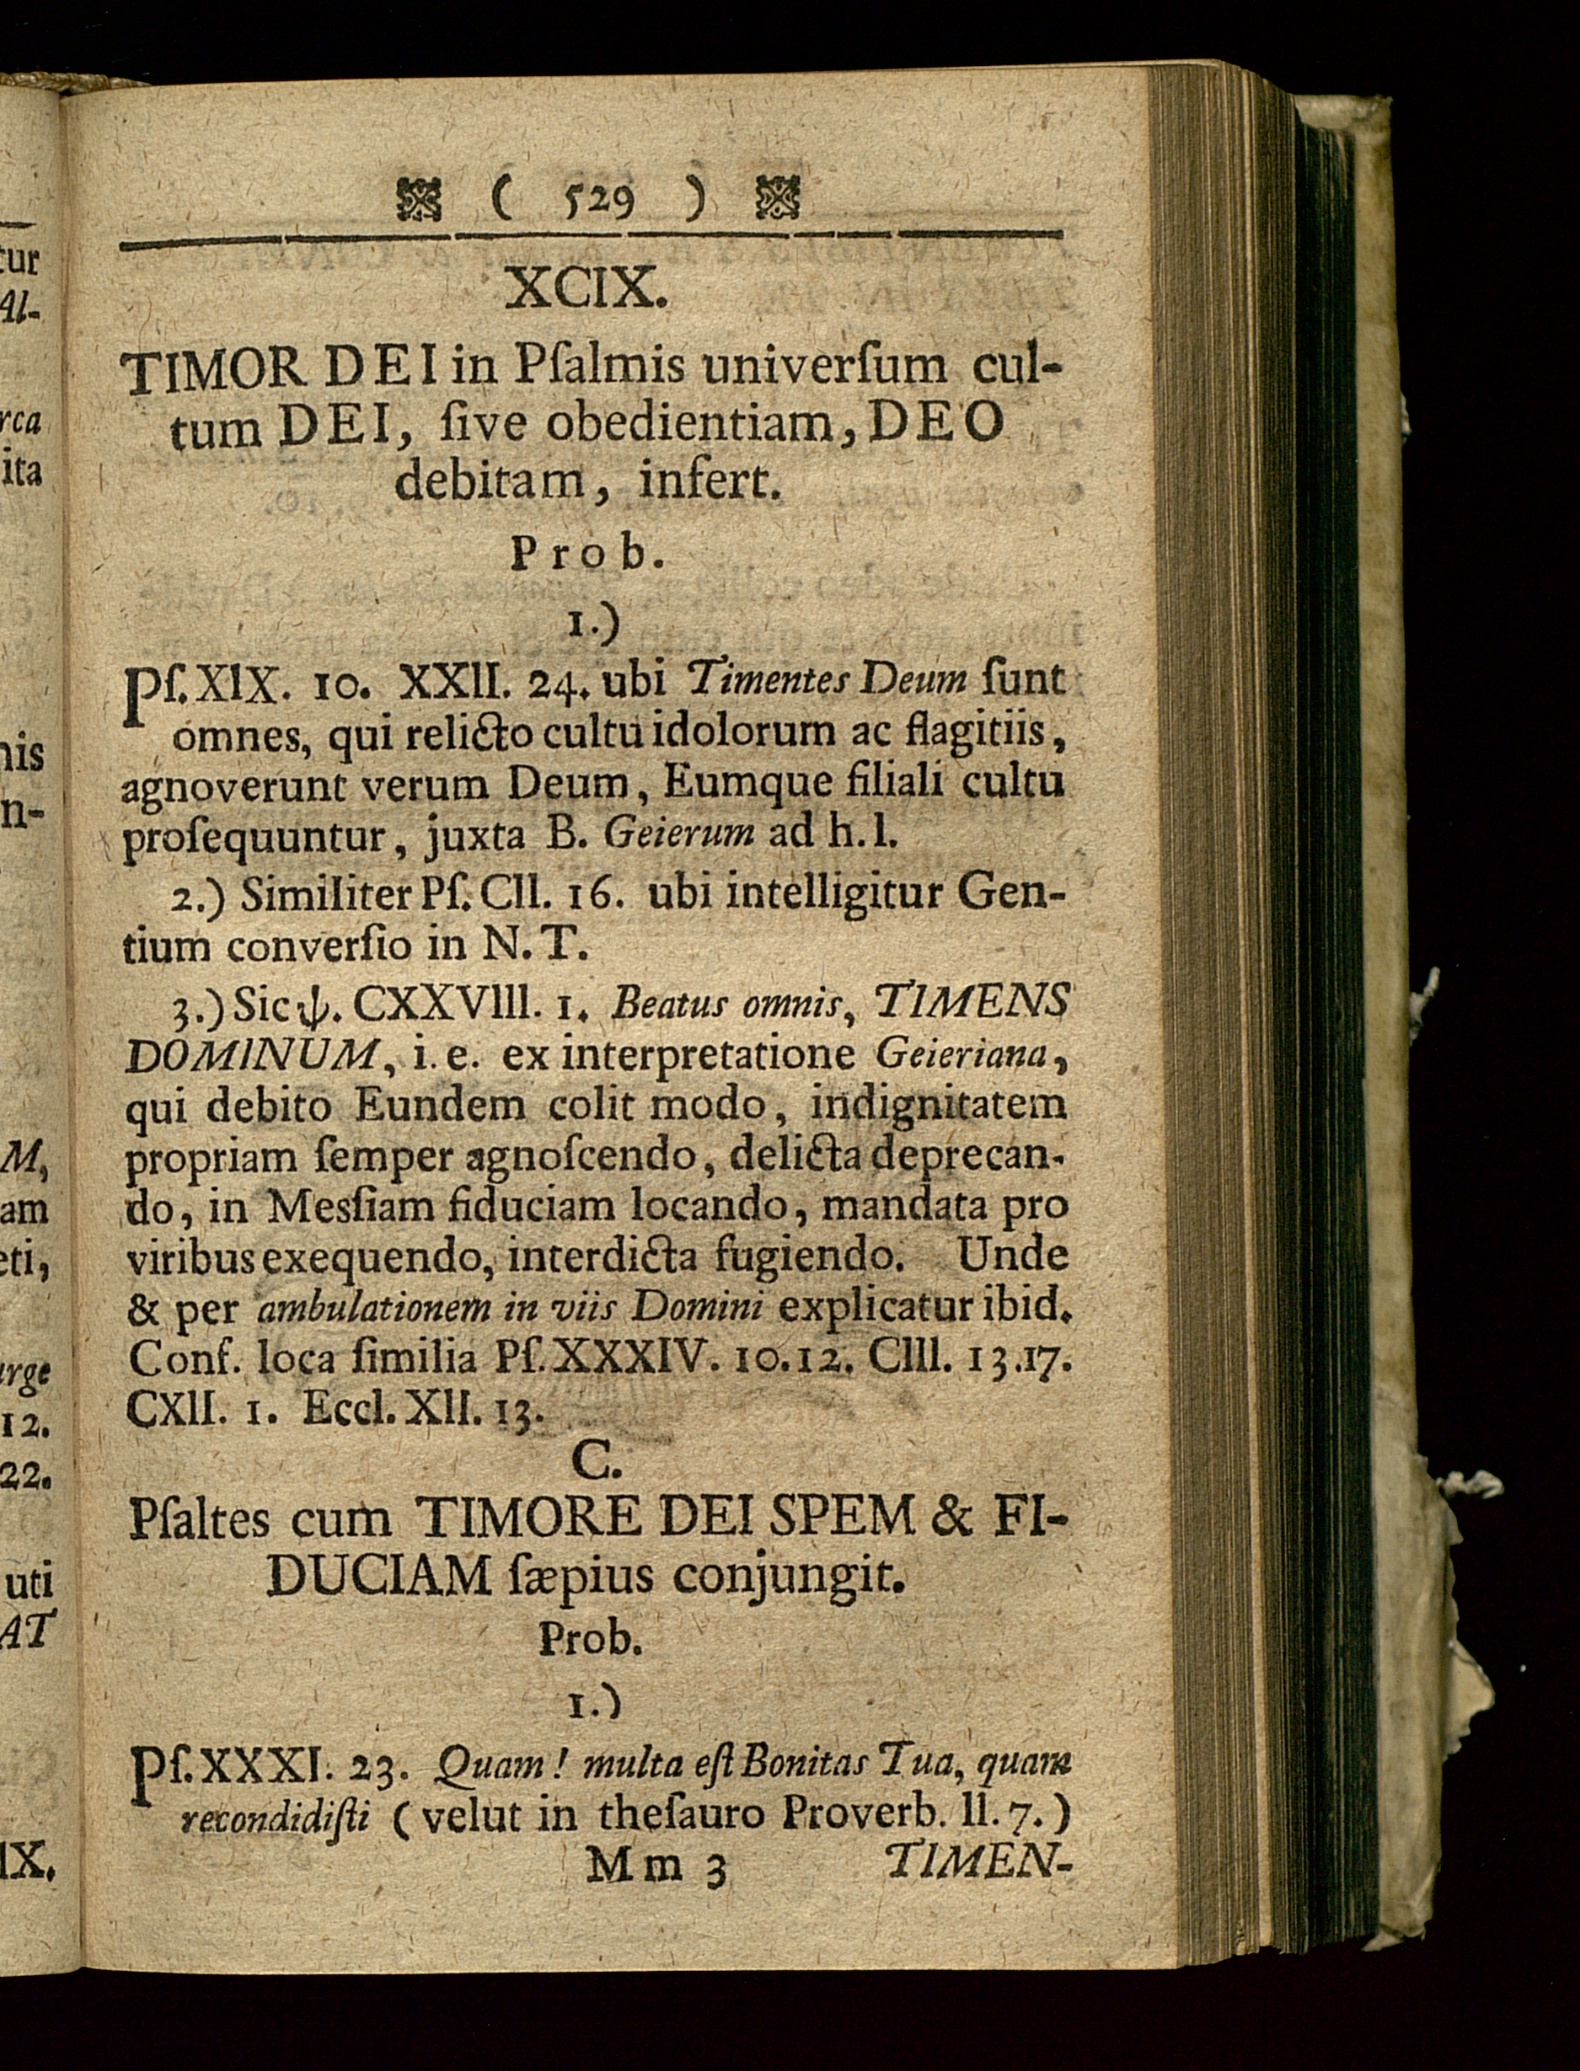 ( 529 )
XCIX.
TIMOR DEI in Pſalmis univerſum cul-
tum DEI, ſive obedientiam, DEO
debitam, infert.
Prob.
1.)
Pſ. XIX. 10. XXII. 24. ubi Timentes Deum ſunt
omnes, qui relicto cultu idolorum ac flagitiis,
agnoverunt verum Deum, Eumque filiali cultu
proſequuntur, juxta B. Geierum ad h. l.
2.) Similiter Pſ. CII. 16. ubi intelligitur Gen-
tium converſio in N. T.
3.) Sic ψ. CXXVIII. 1. Beatus omnis, TIMENS
DOMINUM, i. e. ex interpretatione Geieriana,
qui debito Eundem colit modo, indignitatem
propriam ſemper agnoſcendo, delicta deprecan-
do, in Mesſiam fiduciam locando, mandata pro
viribus exequendo, interdicta fugiendo. Unde
& per ambulationem in viis Domini explicatur ibid.
Conf. loca ſimilia Pſ. XXXIV. 10. 12. CIII. 13. 17.
CXII. 1. Eccl. XII. 13.
C.
Pſaltes cum TIMORE DEI SPEM & FI-
DUCIAM ſæpius conjungit.
Prob.
1.)
Pſ. XXXI. 23. Quam! multa eſt Bonitas Tua, quam
recondidiſti (velut in theſauro Proverb. II. 7.)
Mm 3 TIMEN-